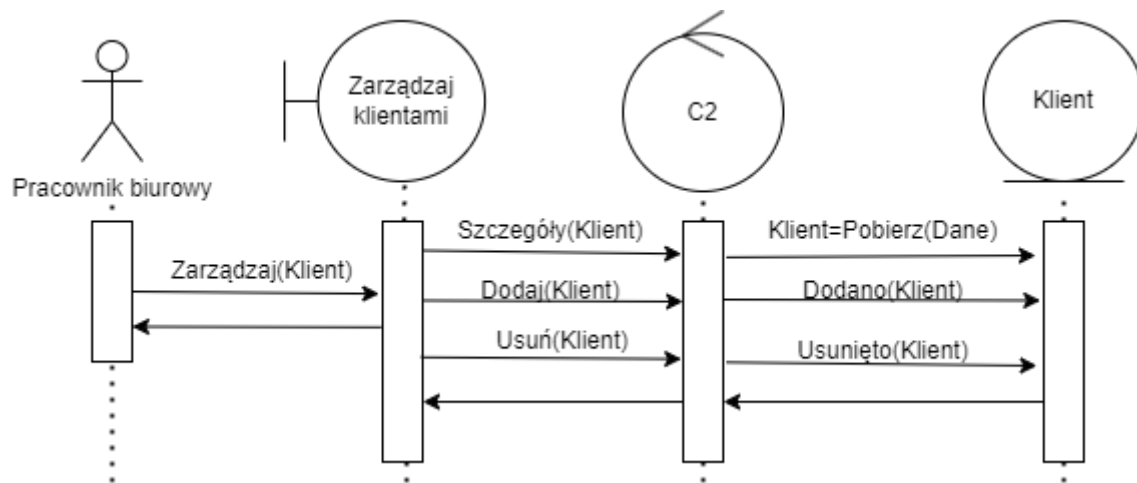 Zarządzaj
klientami
C2
Klient
Pracownik biurowy
Szczegóły(Klient)
Klient=Pobierz(Dane)
Zarządzaj(Klient)
Dodaj(Klient)
Dodano(Klient)
Usuń(Klient)
Usunięto(Klient)